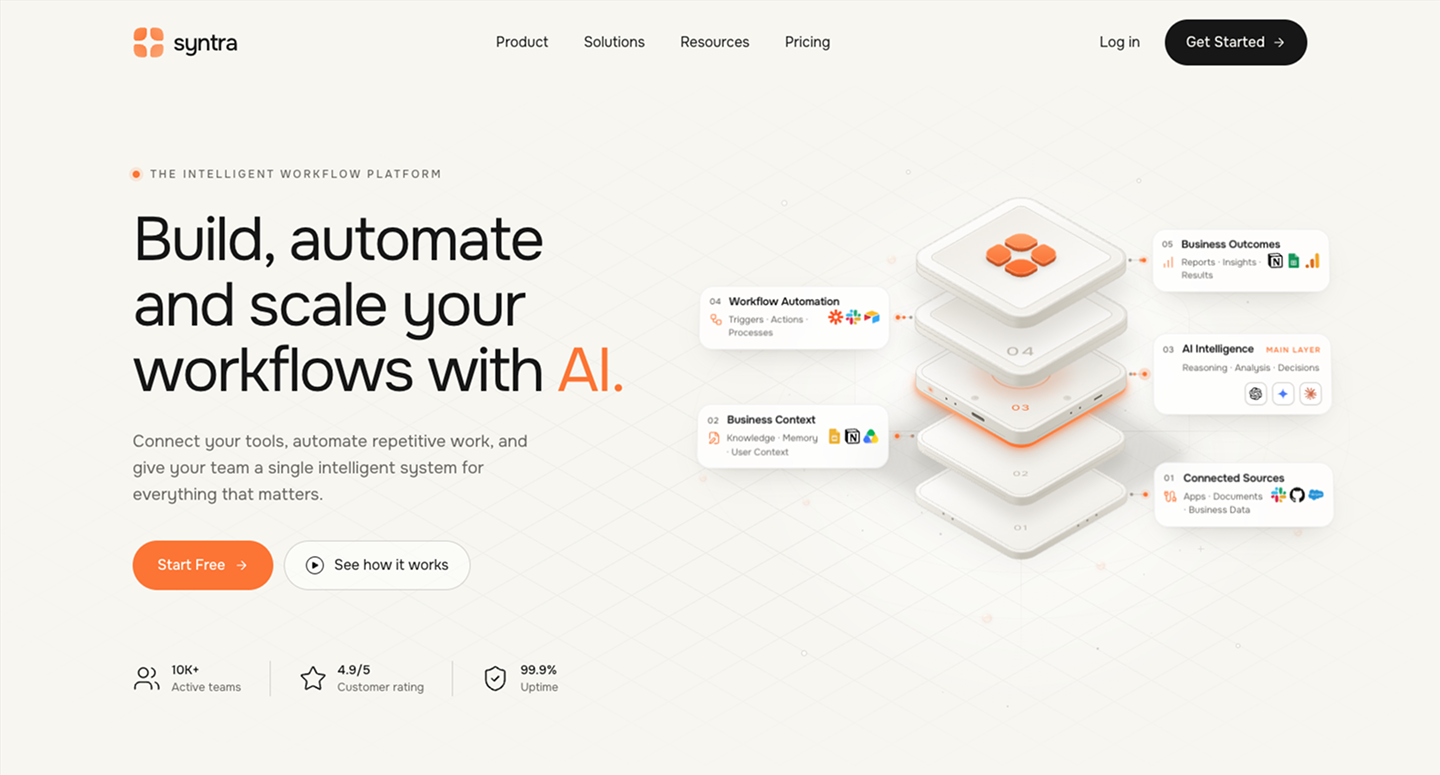 syntra
Product
Solutions
Resources
Pricing
Log in
Get Started
THE INTELLIGENT WORKFLOW PLATFORM
Build, automate
and scale your
workflows with AI.
Connect your tools, automate repetitive work, and
give your team a single intelligent system for
everything that matters.
Start Free
See how it works
10K+
Active teams
4.9/5
Customer rating
99.9%
Uptime
05 Business Outcomes
Reports · Insights ·
Results
04 Workflow Automation
Triggers · Actions ·
Processes
03 AI Intelligence MAIN LAYER
Reasoning · Analysis · Decisions
02 Business Context
Knowledge · Memory
· User Context
01 Connected Sources
Apps · Documents
· Business Data
04
03
02
01